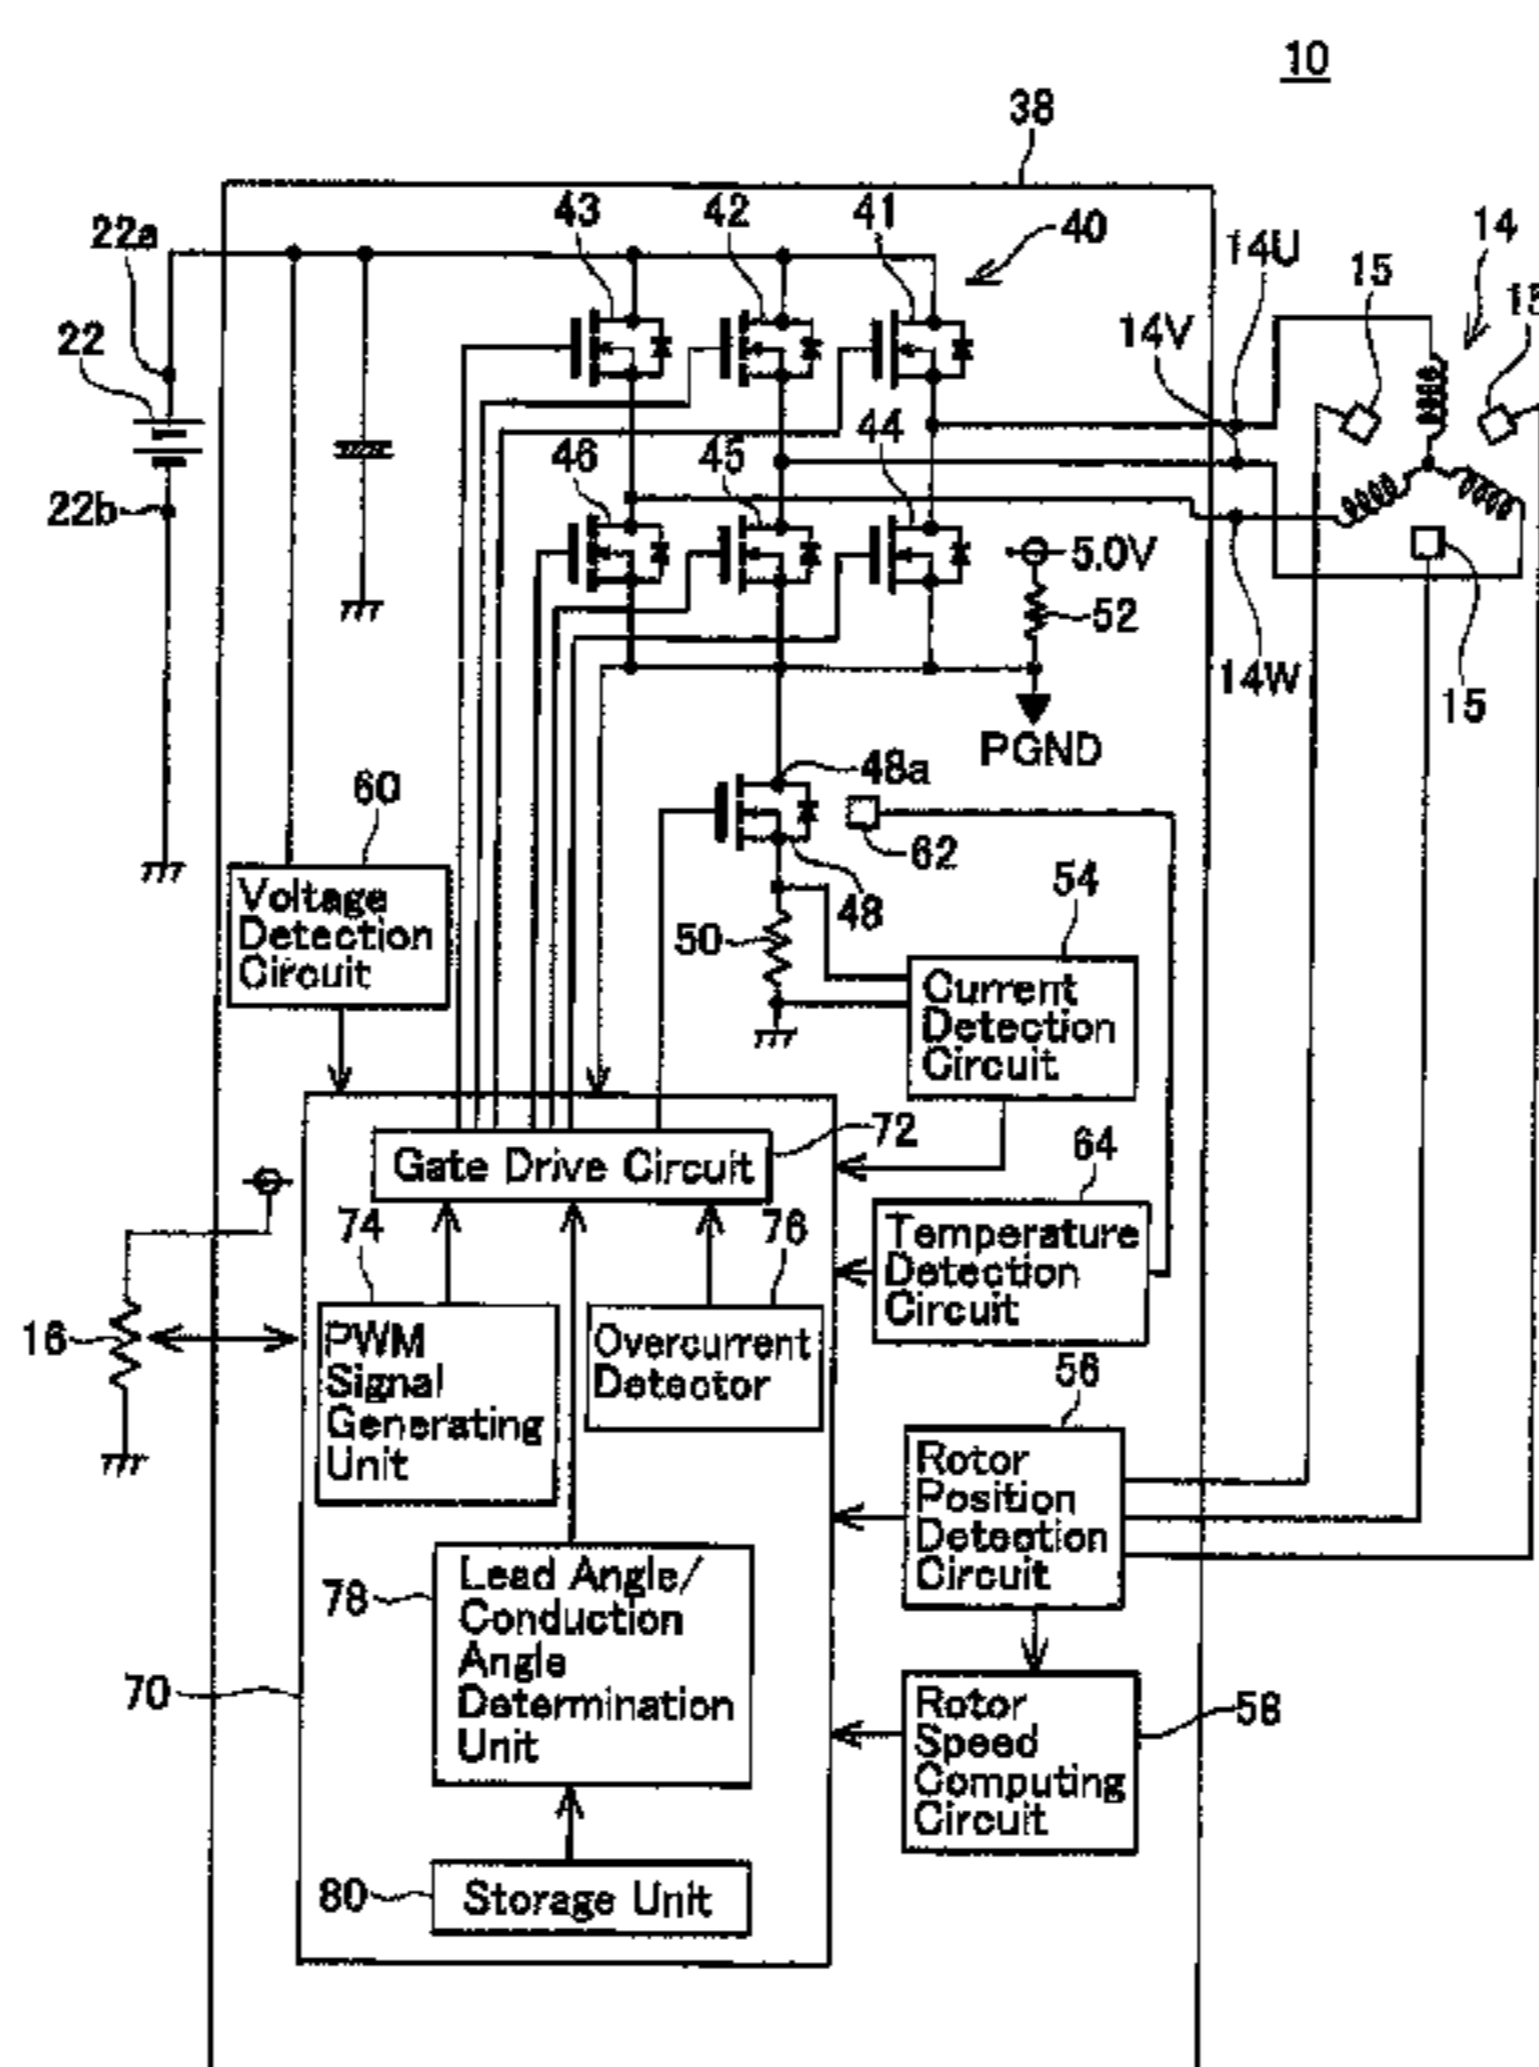 10
38
43
42
41
40
22a
14U
15
14
22
14V
46
45
44
22b
5.0V
52
14W
15
PGND
60
48a
62
Voltage
Detection
Circuit
48
54
50
Current
Detection
Circuit
72
Gate Drive Circuit
64
74
76
Temperature
Detection
Circuit
16
PWM
Signal
Generating
Unit
Overcurrent
Detector
56
Rotor
Position
Detection
Circuit
78
Lead Angle/
Conduction
Angle
Determination
Unit
70
Rotor
Speed
Computing
Circuit
58
80
Storage Unit